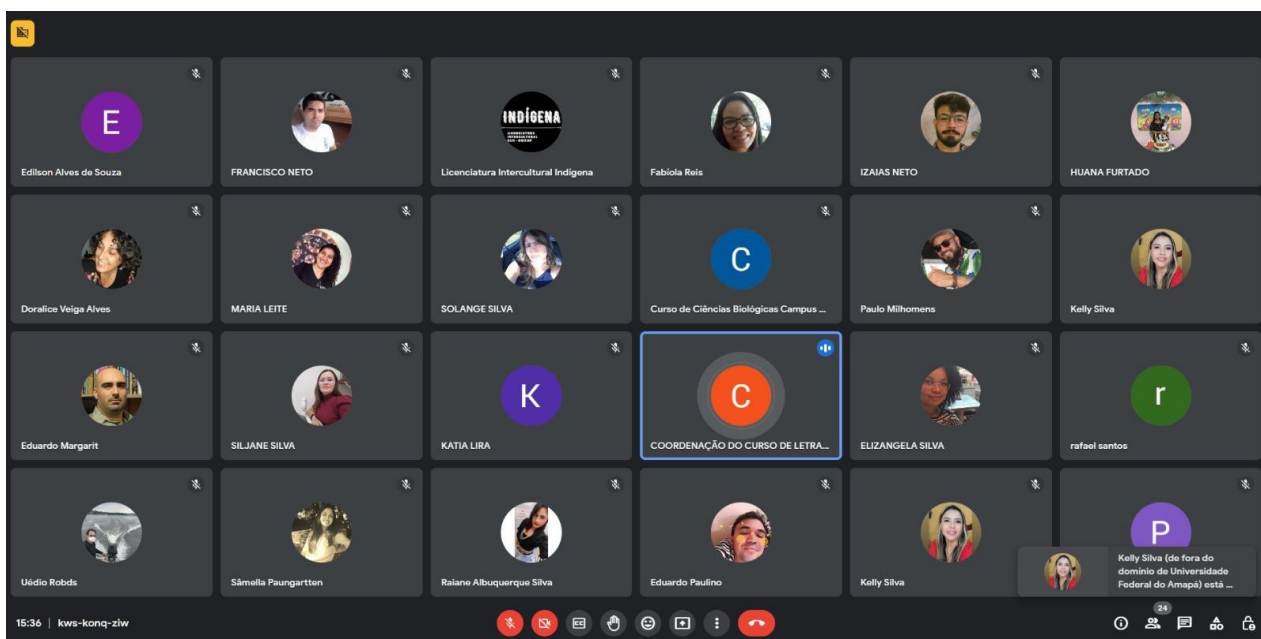 E
Edilson Alves de Souza
FRANCISCO NETO
INDÍGENA
Licenciatura Intercultural Indígena
Fabiola Reis
IZAIAS NETO
HUANA FURTADO
Doralice Veiga Alves
MARIA LEITE
SOLANGE SILVA
C
Curso de Ciências Biológicas Campus ...
Paulo Milhomens
Kelly Silva
Eduardo Margarit
SILJANE SILVA
K
KATIA LIRA
C
COORDENAÇÃO DO CURSO DE LETRA...
ELIZANGELA SILVA
r
rafael santos
Uédio Robds
Sâmella Paungartten
Raiane Albuquerque Silva
Eduardo Paulino
Kelly Silva
P
Kelly Silva (de fora do
domínio de Universidade
Federal do Amapá) está ...
15:36 | kws-konq-ziw
CC
24